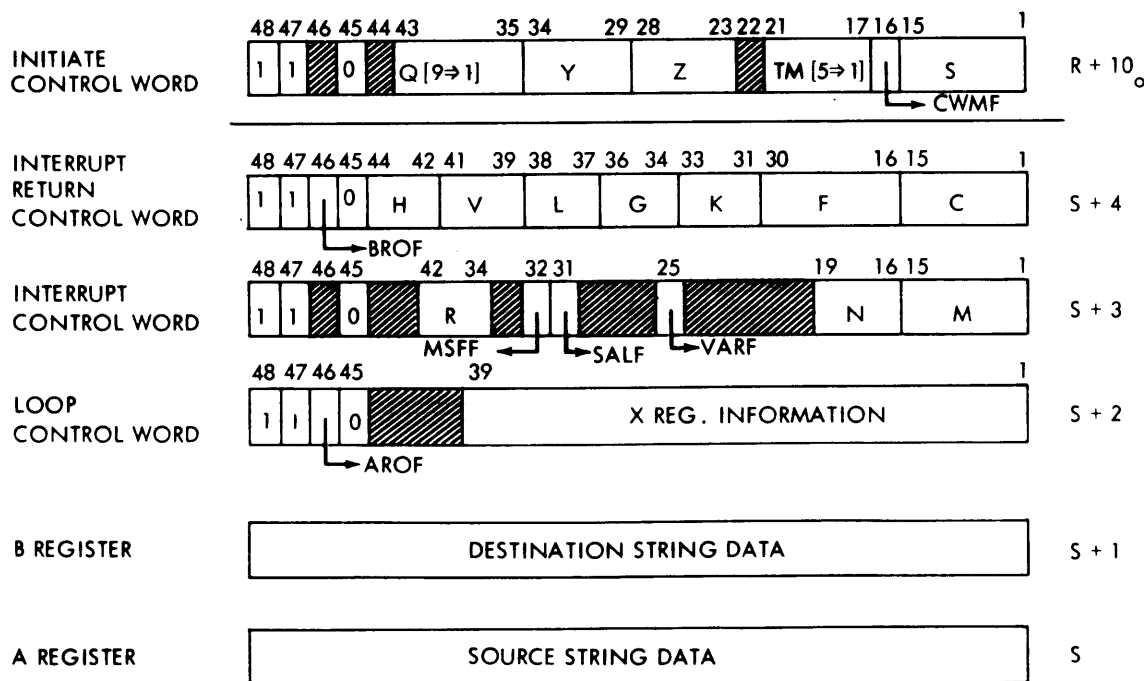 48 47 46 45 44 43 35 34 29 28 23 22 21 17 16 15 1
INITIATE
CONTROL WORD
1 1 0 Q [9⇒1] Y Z TM [5⇒1] S
R + 10o
CWMF
48 47 46 45 44 42 41 39 38 37 36 34 33 31 30 16 15 1
INTERRUPT
RETURN
CONTROL WORD
1 1 0 H V L G K F C
S + 4
BROF
48 47 46 45 42 34 32 31 25 19 16 15 1
INTERRUPT
CONTROL WORD
1 1 0 R N M
S + 3
MSFF SALF VARF
48 47 46 45 39 1
LOOP
CONTROL WORD
1 1 0 X REG. INFORMATION
S + 2
AROF
B REGISTER DESTINATION STRING DATA S + 1
A REGISTER SOURCE STRING DATA S